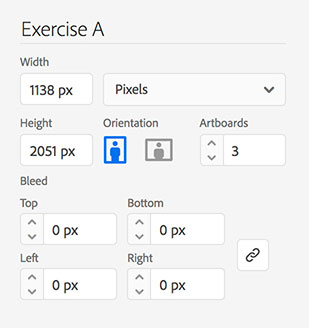 Exercise A
Width
1138 px Pixels
Height Orientation Artboards
2051 px 3
Bleed
Top Bottom
0 px 0 px
Left Right
0 px 0 px